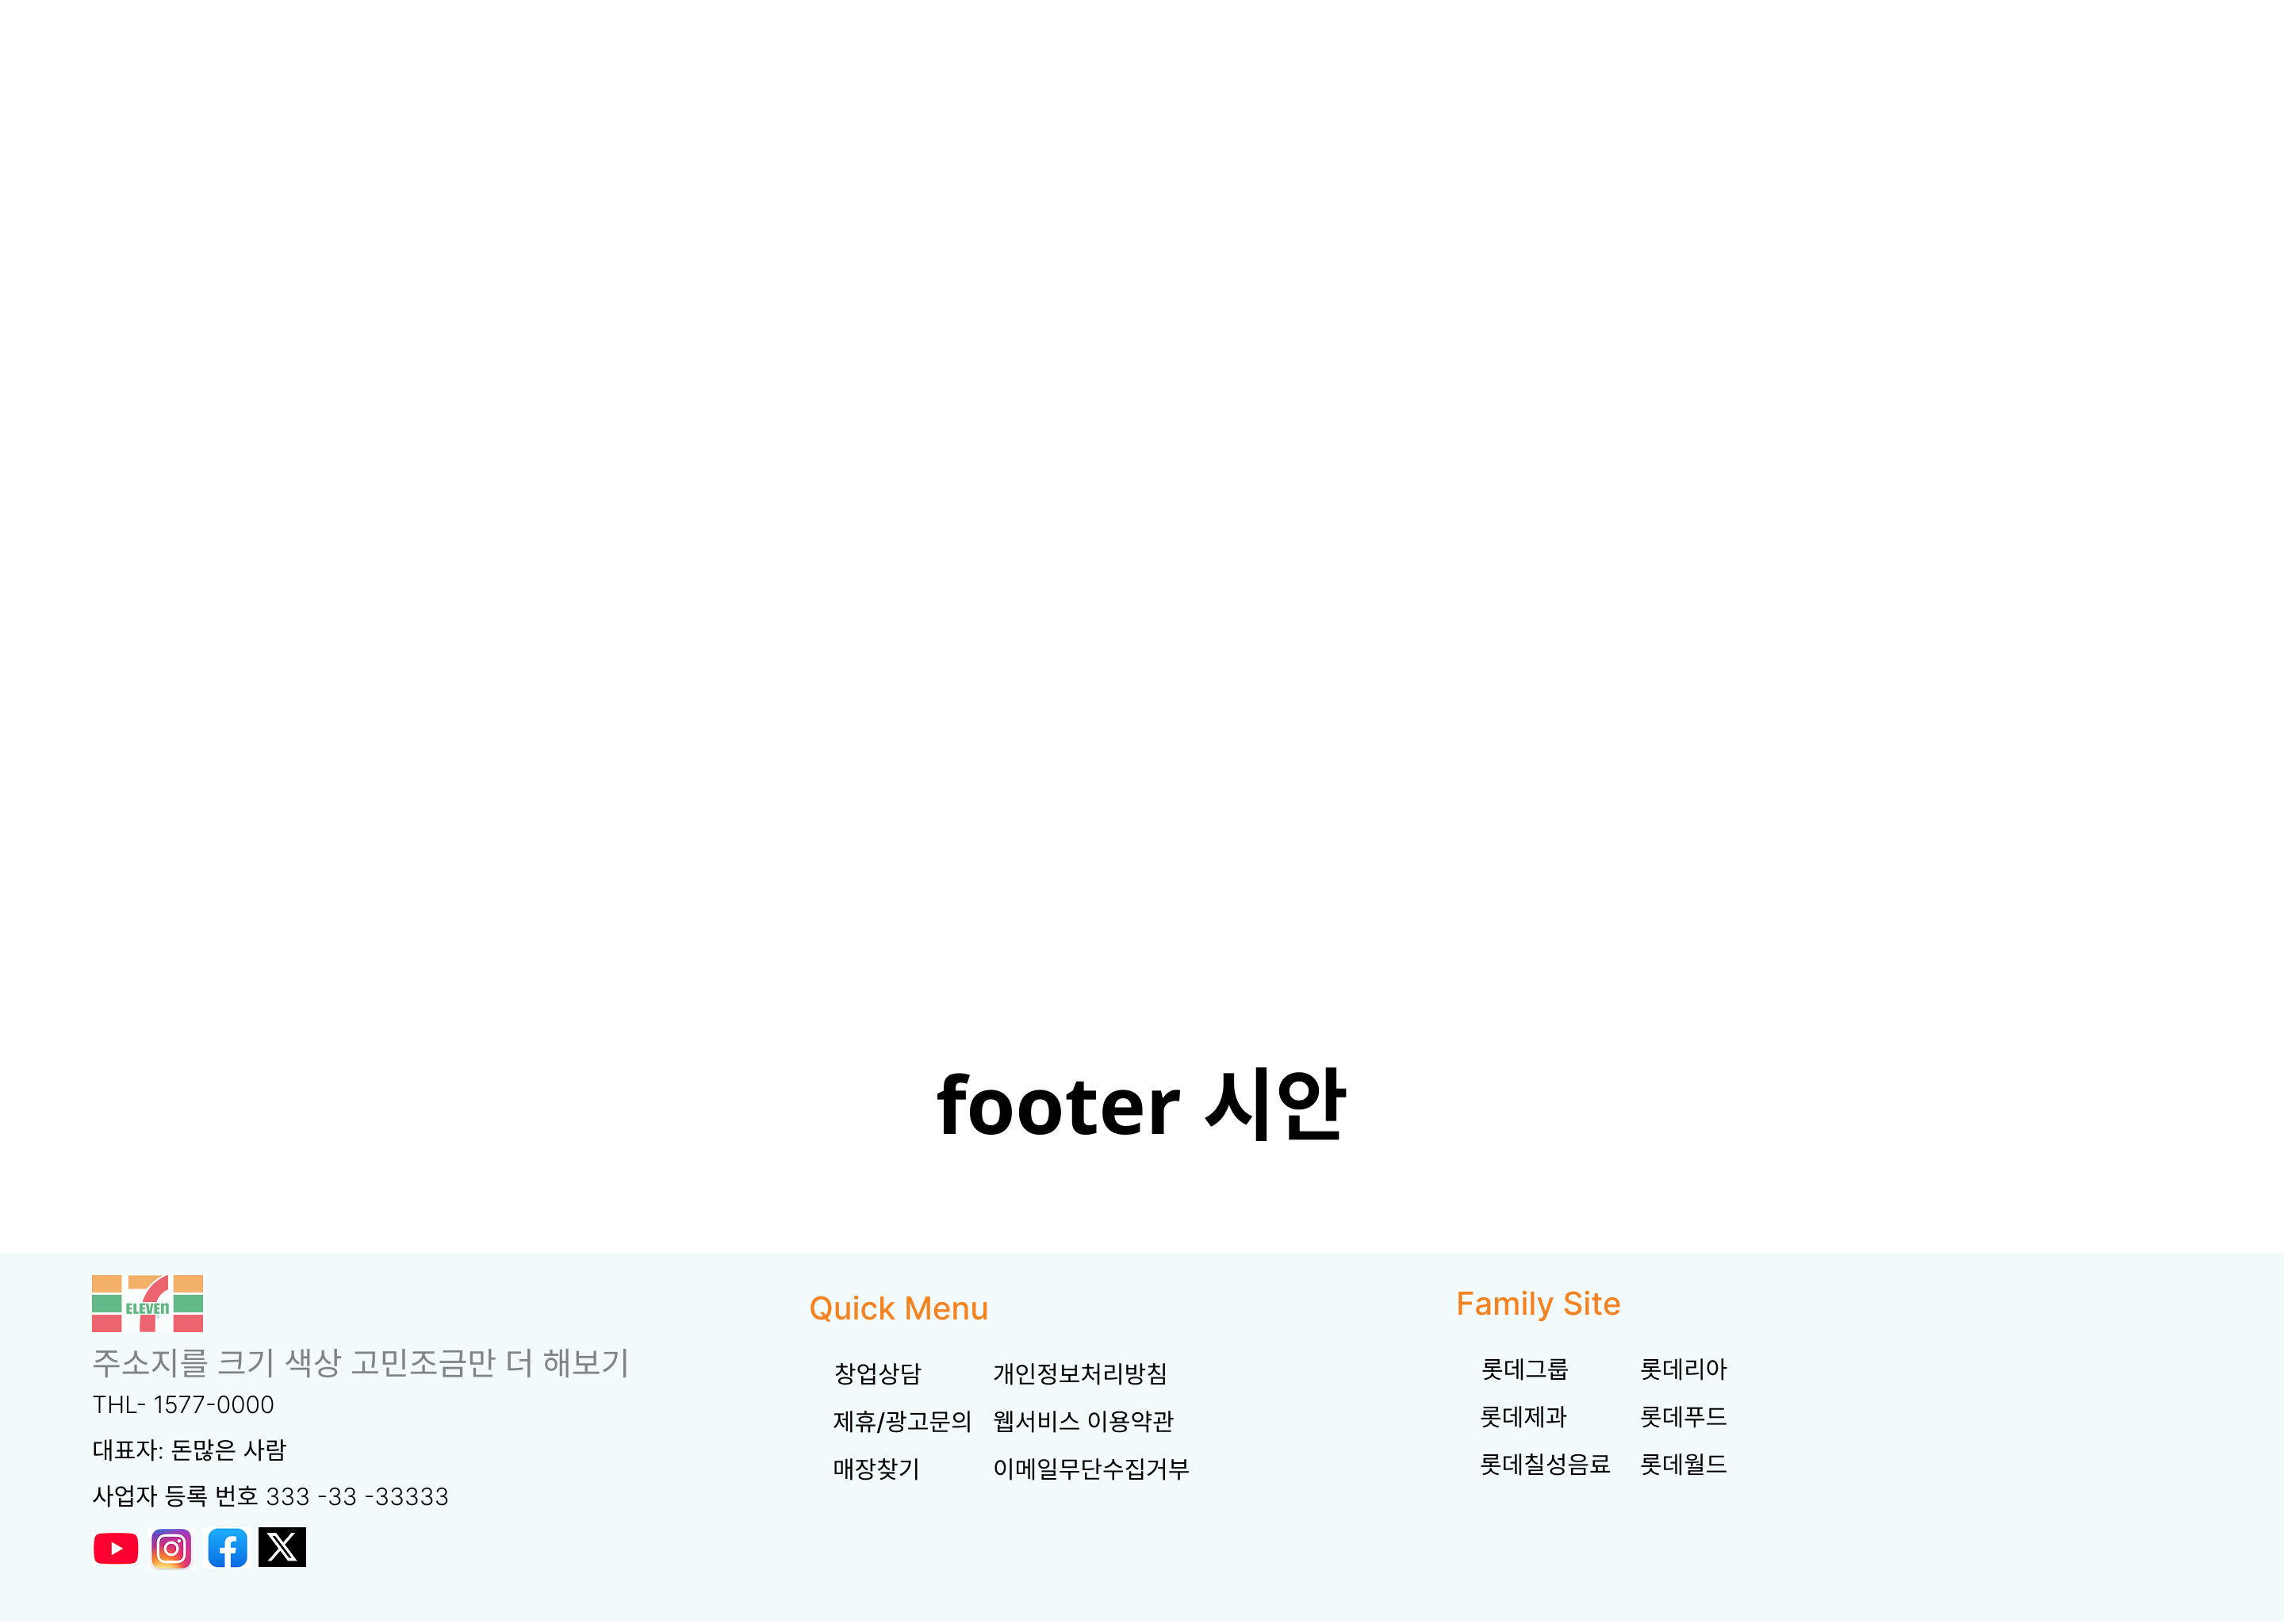 footer 시안
ELEVEN
주소지를 크기 색상 고민조금만 더 해보기
THL- 1577-0000
대표자: 돈많은 사람
사업자 등록 번호 333 -33 -33333
Quick Menu
창업상담 개인정보처리방침
제휴/광고문의 웹서비스 이용약관
매장찾기 이메일무단수집거부
Family Site
롯데그룹 롯데리아
롯데제과 롯데푸드
롯데칠성음료 롯데월드